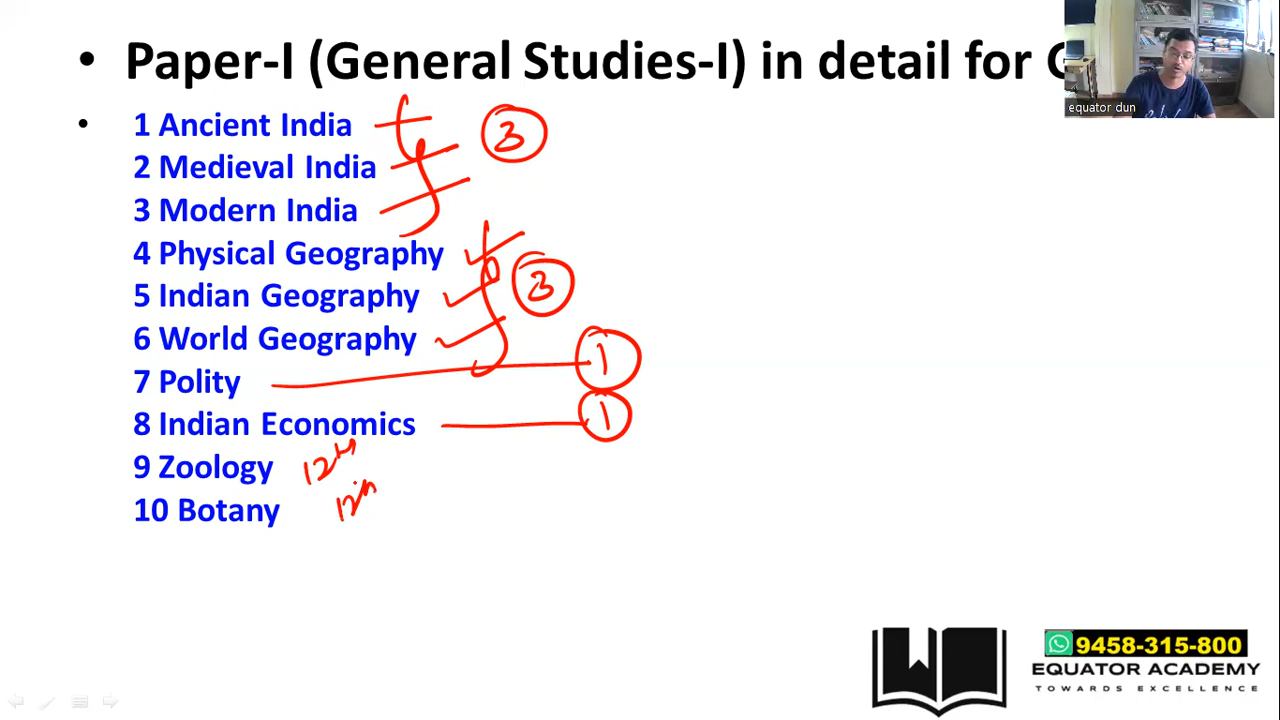 • Paper-I (General Studies-I) in detail for
equator dun
• 1 Ancient India
3
2 Medieval India
3 Modern India
4 Physical Geography
5 Indian Geography 3
6 World Geography
7 Polity 1
8 Indian Economics 1
9 Zoology 12th
10 Botany 12th
9458-315-800
EQUATOR ACADEMY
TOWARDS EXCELLENCE